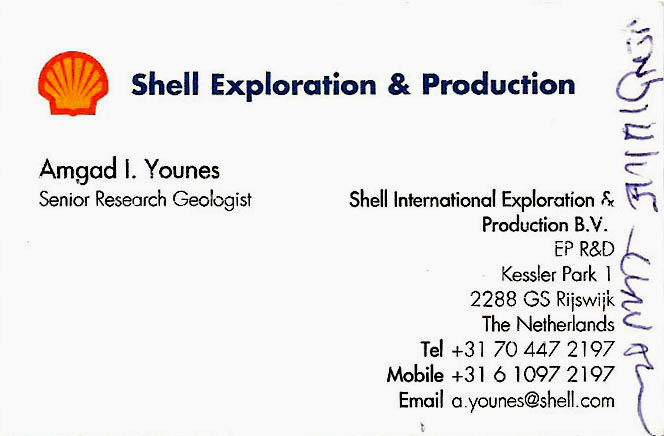 Shell Exploration & Production
Amgad I. Younes
Senior Research Geologist
Shell International Exploration &
Production B.V.
EP R&D
Kessler Park 1
2288 GS Rijswijk
The Netherlands
Tel +31 70 447 2197
Mobile +31 6 1097 2197
Email a.younes@shell.com